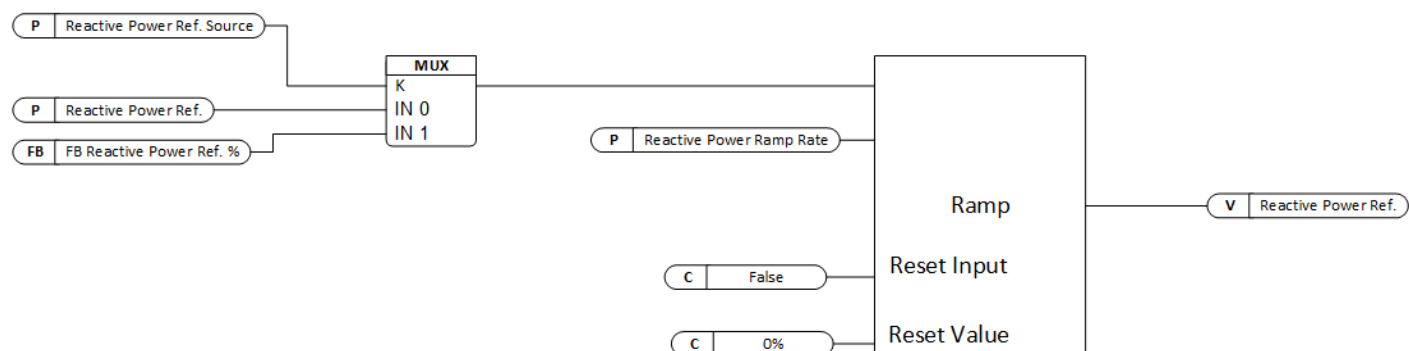 P Reactive Power Ref. Source
MUX
K
P Reactive Power Ref.
IN 0
IN 1
FB FB Reactive Power Ref. %
P Reactive Power Ramp Rate
Ramp
V Reactive Power Ref.
Reset Input
C False
Reset Value
C 0%